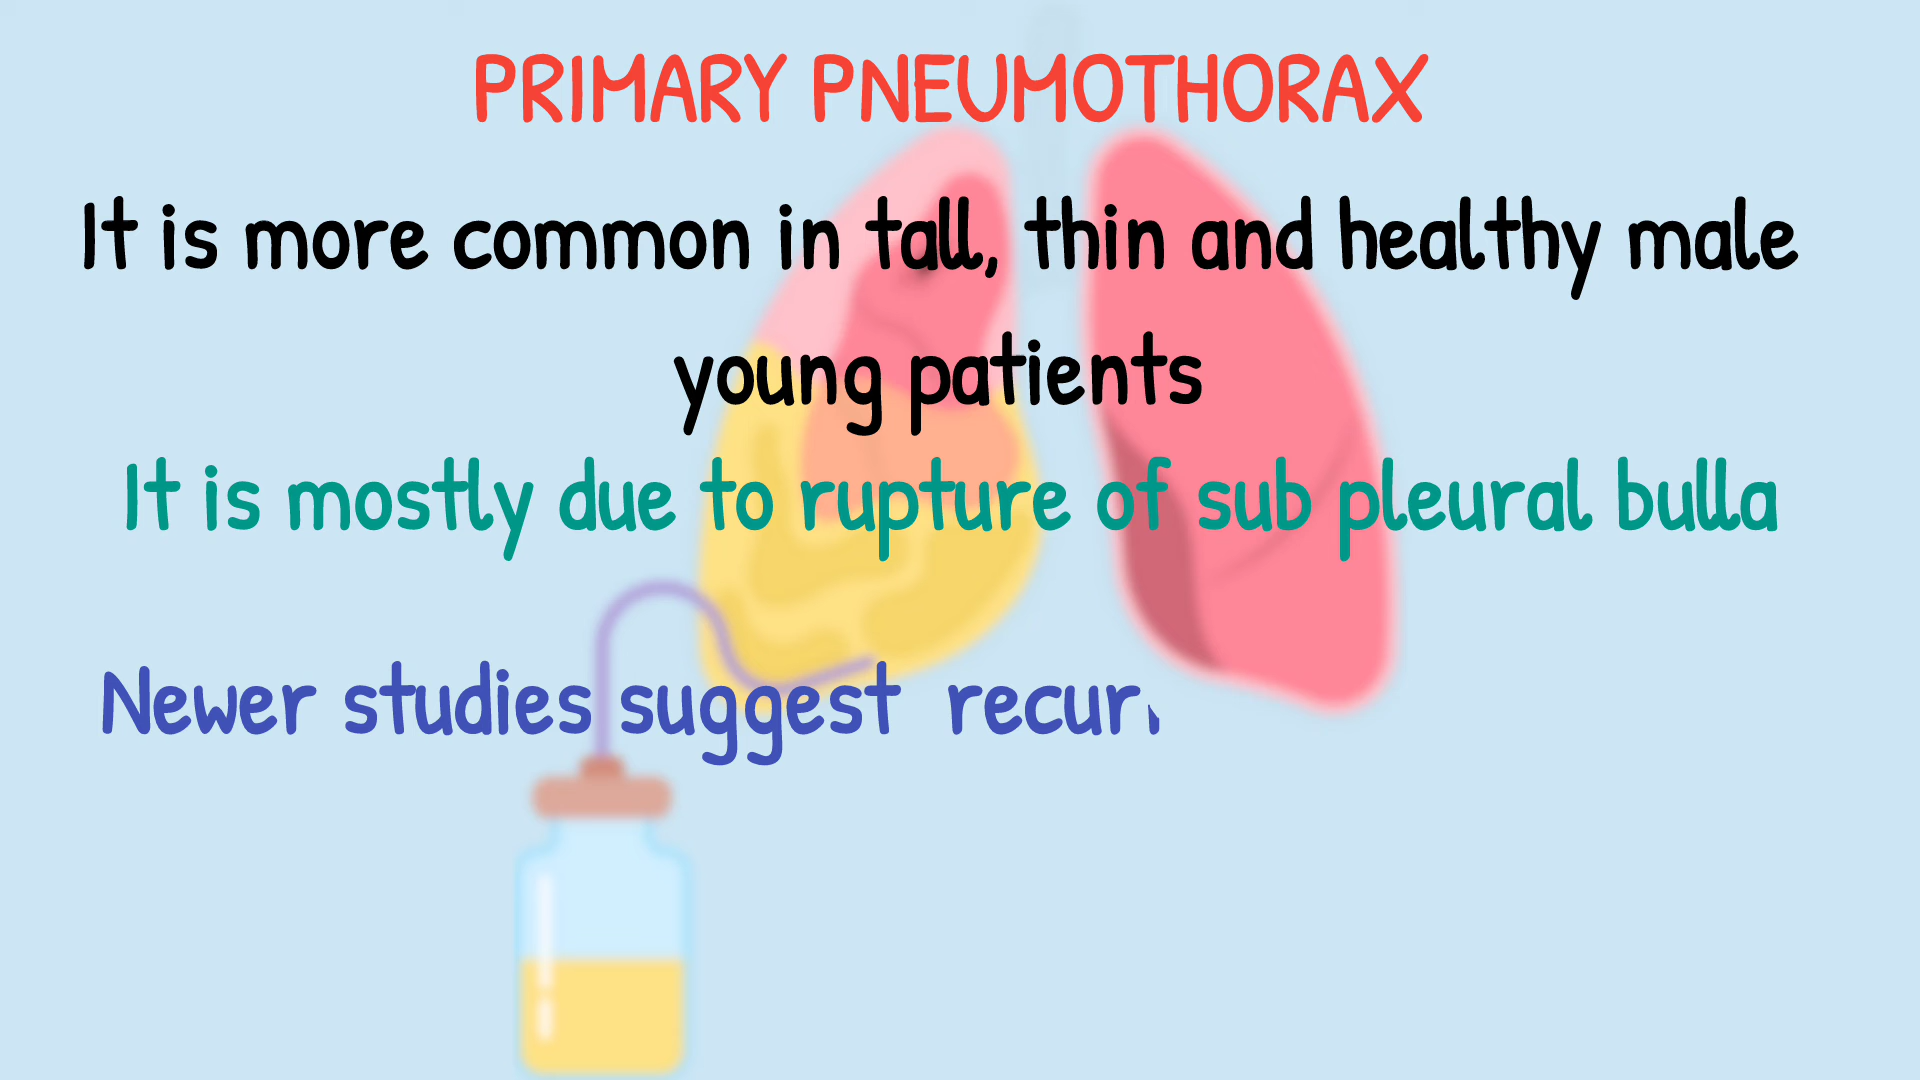 PRIMARY PNEUMOTHORAX
It is more common in tall, thin and healthy male
young patients
It is mostly due to rupture of sub pleural bulla
Newer studies suggest